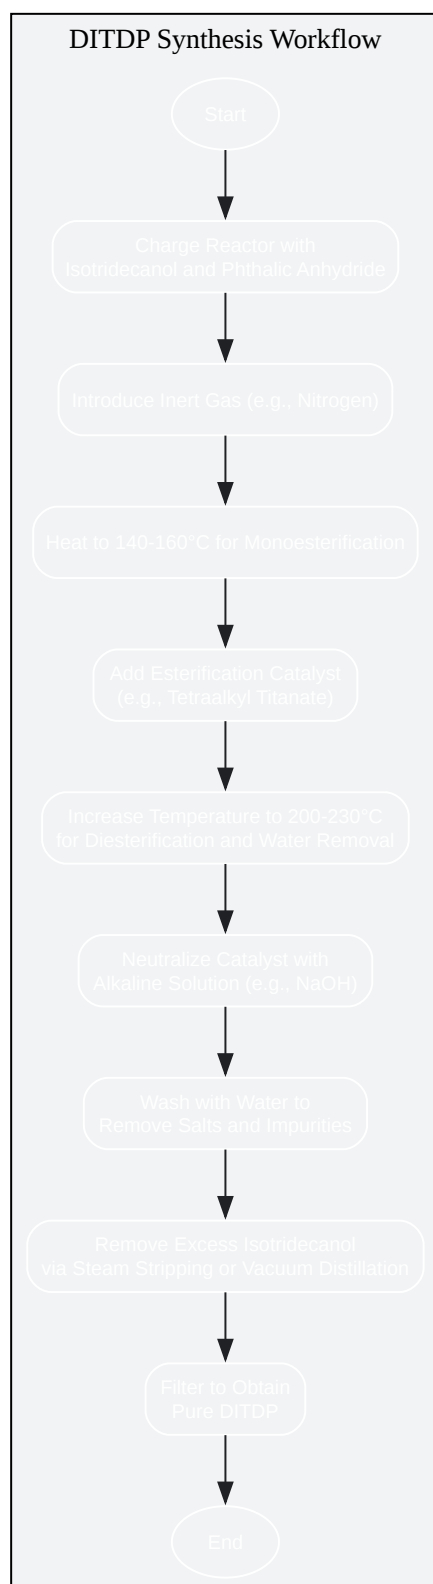 DITDP Synthesis Workflow
Start
Charge Reactor with
Isotridecanol and Phthalic Anhydride
Introduce Inert Gas (e.g., Nitrogen)
Heat to 140-160°C for Monoesterification
Add Esterification Catalyst
(e.g., Tetraalkyl Titanate)
Increase Temperature to 200-230°C
for Diesterification and Water Removal
Neutralize Catalyst with
Alkaline Solution (e.g., NaOH)
Wash with Water to
Remove Salts and Impurities
Remove Excess Isotridecanol
via Steam Stripping or Vacuum Distillation
Filter to Obtain
Pure DITDP
End